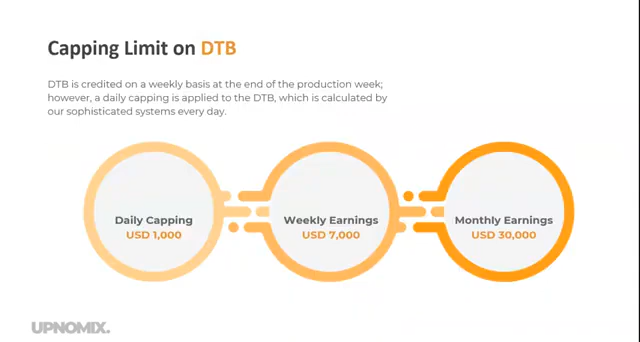 Capping Limit on DTB
DTB is credited on a weekly basis at the end of the production week;
however, a daily capping is applied to the DTB, which is calculated by
our sophisticated systems every day.
Daily Capping
USD 1,000
Weekly Earnings
USD 7,000
Monthly Earnings
USD 30,000
UPNOMIX.